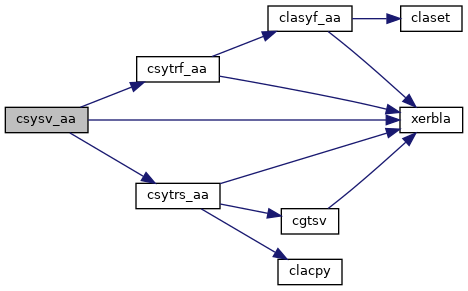 clasyf_aa
claset
csytrf_aa
csysv_aa
xerbla
csytrs_aa
cgtsv
clacpy